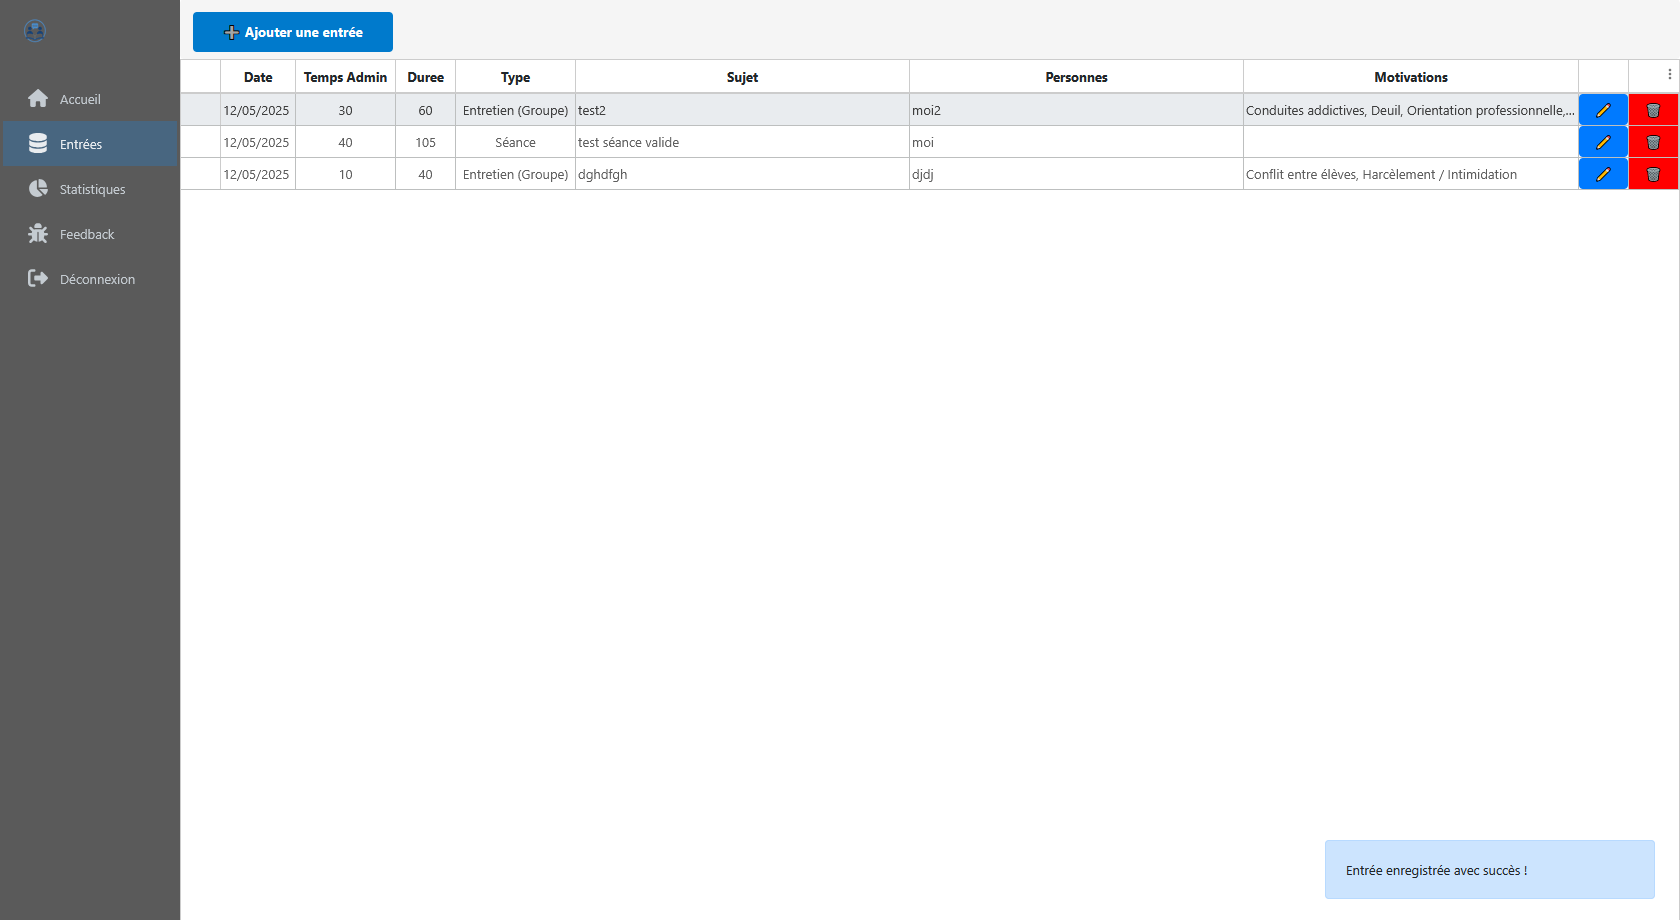 Ajouter une entrée
Accueil
Entrées
Statistiques
Feedback
Déconnexion
Date Temps Admin Duree Type Sujet Personnes Motivations
12/05/2025 30 60 Entretien (Groupe) test2 moi2 Conduites addictives, Deuil, Orientation professionnelle,...
12/05/2025 40 105 Séance test séance valide moi
12/05/2025 10 40 Entretien (Groupe) dghdfgh djdj Conflit entre élèves, Harcèlement / Intimidation
Entrée enregistrée avec succès !